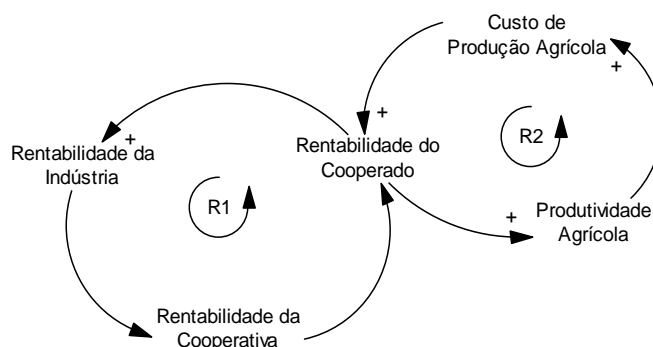 Custo de
Produção Agrícola
+
+
+
Rentabilidade da
Indústria
Rentabilidade do
Cooperado
R2
R1
+
Produtividade
Agrícola
Rentabilidade da
Cooperativa